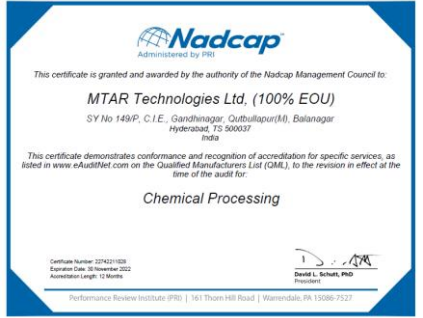 Nadcap
Administered by PRI
This certificate is granted and awarded by the authority of the Nadcap Management Council to:
MTAR Technologies Ltd, (100% EOU)
SY No 149/P, C.I.E., Gandhinagar, Qutbullapur(M), Balanagar
Hyderabad, TS 500037
India
This certificate demonstrates conformance and recognition of accreditation for specific services, as
listed in www.eAuditNet.com on the Qualified Manufacturers List (QML), to the revision in effect at the
time of the audit for:
Chemical Processing
Certificate Number: 22742211028
Expiration Date: 30 November 2022
Accreditation Length: 12 Months
David L. Schutt, PhD
President
Performance Review Institute (PRI) | 161 Thorn Hill Road | Warrendale, PA 15086-7527